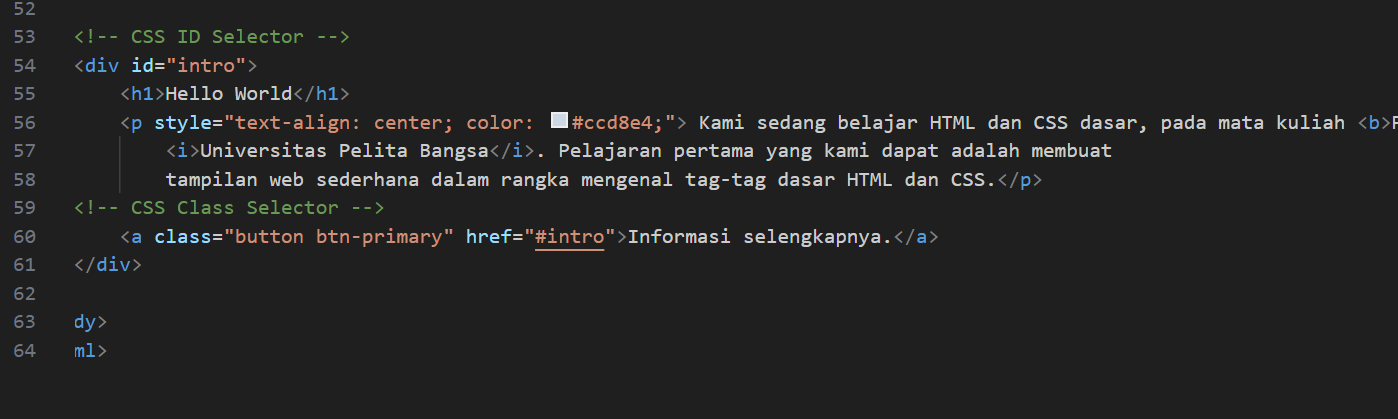 52
53 <!-- CSS ID Selector -->
54 <div id="intro">
55 <h1>Hello World</h1>
56 <p style="text-align: center; color: #ccd8e4;"> Kami sedang belajar HTML dan CSS dasar, pada mata kuliah <b>
57 <i>Universitas Pelita Bangsa</i>. Pelajaran pertama yang kami dapat adalah membuat
58 tampilan web sederhana dalam rangka mengenal tag-tag dasar HTML dan CSS.</p>
59 <!-- CSS Class Selector -->
60 <a class="button btn-primary" href="#intro">Informasi selengkapnya.</a>
61 </div>
62
63 dy>
64 ml>